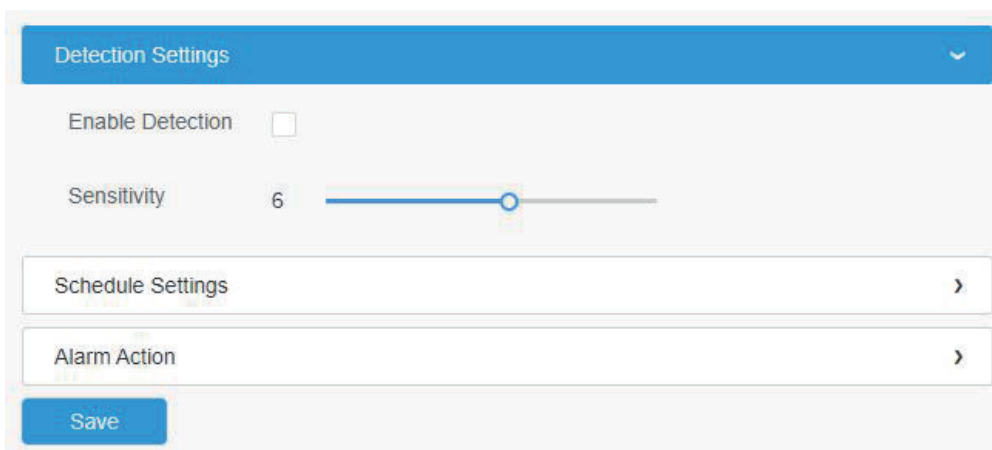 Detection Settings
Enable Detection
Sensitivity 6
Schedule Settings
Alarm Action
Save